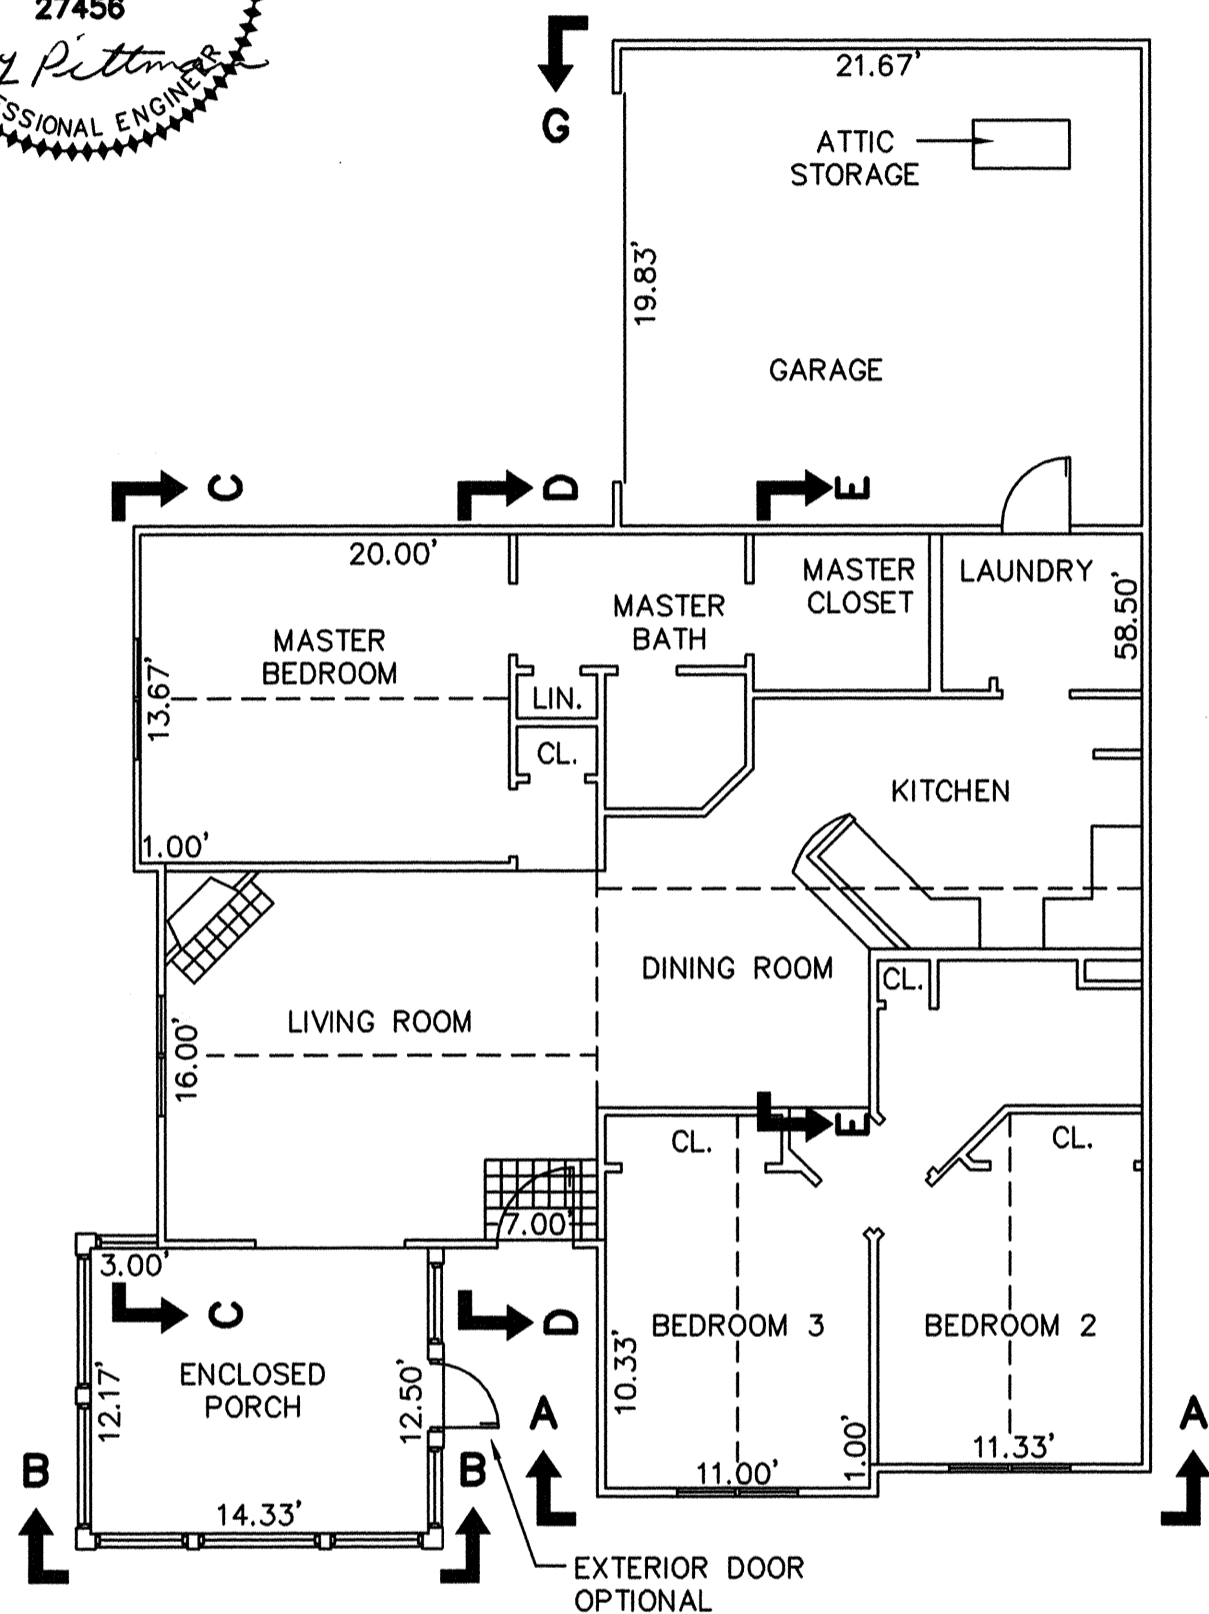 27456
Pittman
ESSIONAL ENGINEER
G
21.67'
ATTIC
STORAGE
19.83'
GARAGE
C
D
E
20.00'
MASTER
BEDROOM
13.67'
1.00'
MASTER
BATH
LIN.
CL.
MASTER
CLOSET
LAUNDRY
58.50'
KITCHEN
DINING ROOM
CL.
LIVING ROOM
16.00'
7.00'
CL.
E
CL.
3.00'
C
D
ENCLOSED
PORCH
12.17'
12.50'
14.33'
BEDROOM 3
10.33'
11.00'
BEDROOM 2
1.00'
11.33'
A
A
B
B
EXTERIOR DOOR
OPTIONAL